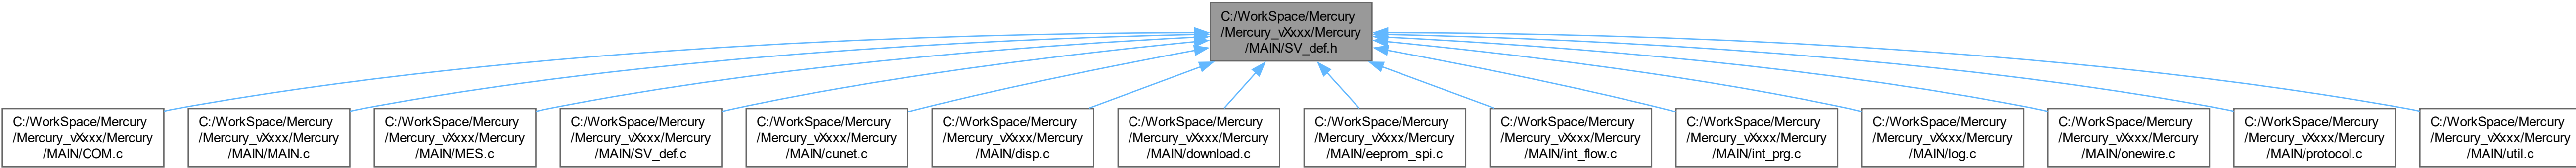 C:/WorkSpace/Mercury
/Mercury_vXxxx/Mercury
/MAIN/SV_def.h
C:/WorkSpace/Mercury
/Mercury_vXxxx/Mercury
/MAIN/COM.c
C:/WorkSpace/Mercury
/Mercury_vXxxx/Mercury
/MAIN/MAIN.c
C:/WorkSpace/Mercury
/Mercury_vXxxx/Mercury
/MAIN/MES.c
C:/WorkSpace/Mercury
/Mercury_vXxxx/Mercury
/MAIN/SV_def.c
C:/WorkSpace/Mercury
/Mercury_vXxxx/Mercury
/MAIN/cunet.c
C:/WorkSpace/Mercury
/Mercury_vXxxx/Mercury
/MAIN/disp.c
C:/WorkSpace/Mercury
/Mercury_vXxxx/Mercury
/MAIN/download.c
C:/WorkSpace/Mercury
/Mercury_vXxxx/Mercury
/MAIN/eeprom_spi.c
C:/WorkSpace/Mercury
/Mercury_vXxxx/Mercury
/MAIN/int_flow.c
C:/WorkSpace/Mercury
/Mercury_vXxxx/Mercury
/MAIN/int_prg.c
C:/WorkSpace/Mercury
/Mercury_vXxxx/Mercury
/MAIN/log.c
C:/WorkSpace/Mercury
/Mercury_vXxxx/Mercury
/MAIN/onewire.c
C:/WorkSpace/Mercury
/Mercury_vXxxx/Mercury
/MAIN/protocol.c
C:/WorkSpace/Mercury
/Mercury_vXxxx/Mercury
/MAIN/util.c